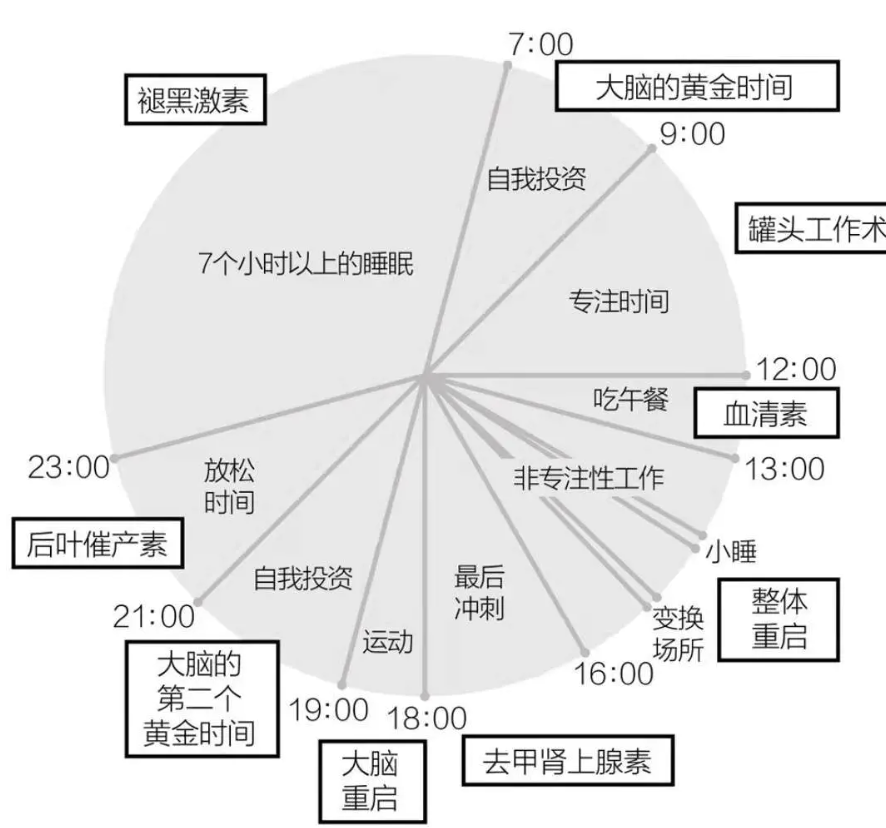 7:00
大脑的黄金时间
褪黑激素
9:00
自我投资
罐头工作术
7个小时以上的睡眠
专注时间
12:00
吃午餐
血清素
23:00
13:00
放松
时间
非专注性工作
后叶催产素
小睡
自我投资
最后
冲刺
整体
重启
21:00
变换
场所
运动
16:00
大脑的
第二个
黄金时间
19:00
18:00
大脑
重启
去甲肾上腺素